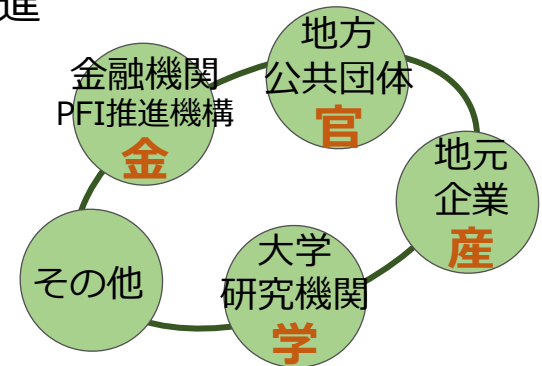 進
地方
公共団体
官
金融機関
PFI推進機構
金
地元
企業
産
大学
研究機関
学
その他